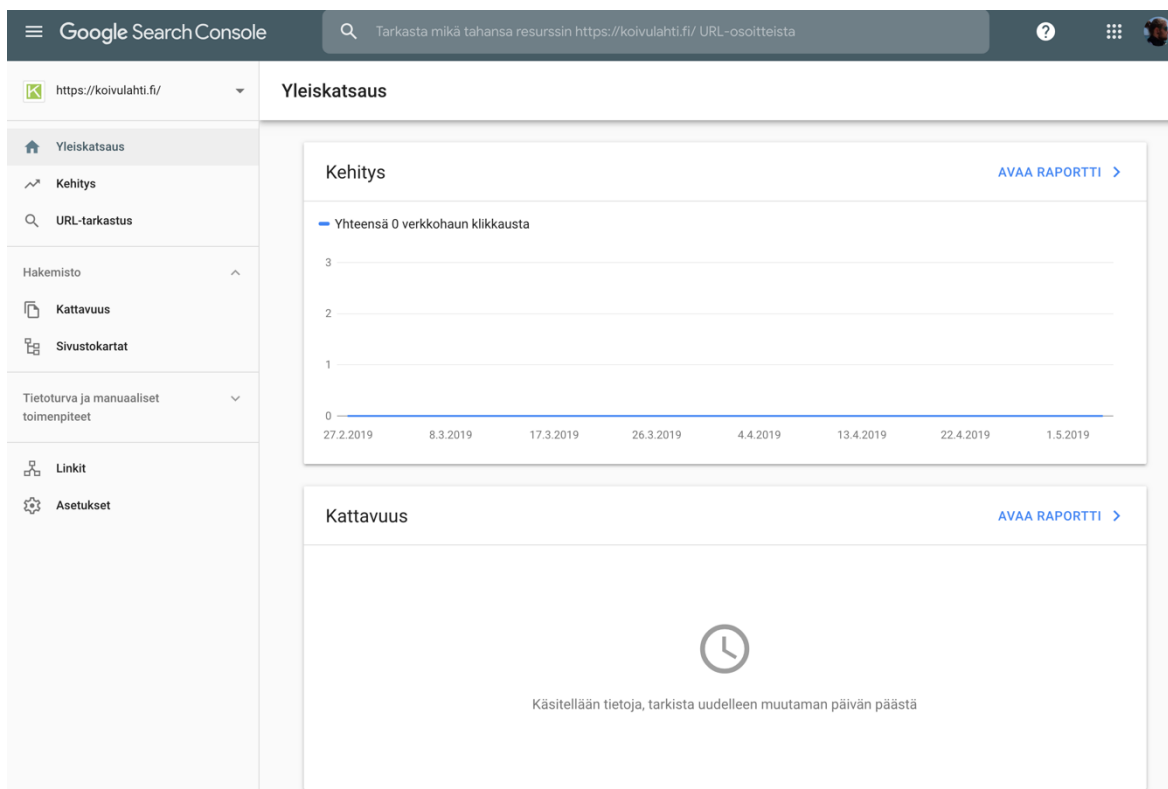 Google Search Console
Tarkasta mikä tahansa resurssin https://koivulahti.fi/ URL-osoitteista
?
K
https://koivulahti.fi/
Yleiskatsaus
Yleiskatsaus
Kehitys
URL-tarkastus
Hakemisto
Kattavuus
Sivustokartat
Tietoturva ja manuaaliset
toimenpiteet
Linkit
Asetukset
Kehitys
AVAA RAPORTTI
Yhteensä 0 verkkohaun klikkausta
3
2
1
0
27.2.2019 8.3.2019 17.3.2019 26.3.2019 4.4.2019 13.4.2019 22.4.2019 1.5.2019
Kattavuus
AVAA RAPORTTI
Käsitellään tietoja, tarkista uudelleen muutaman päivän päästä